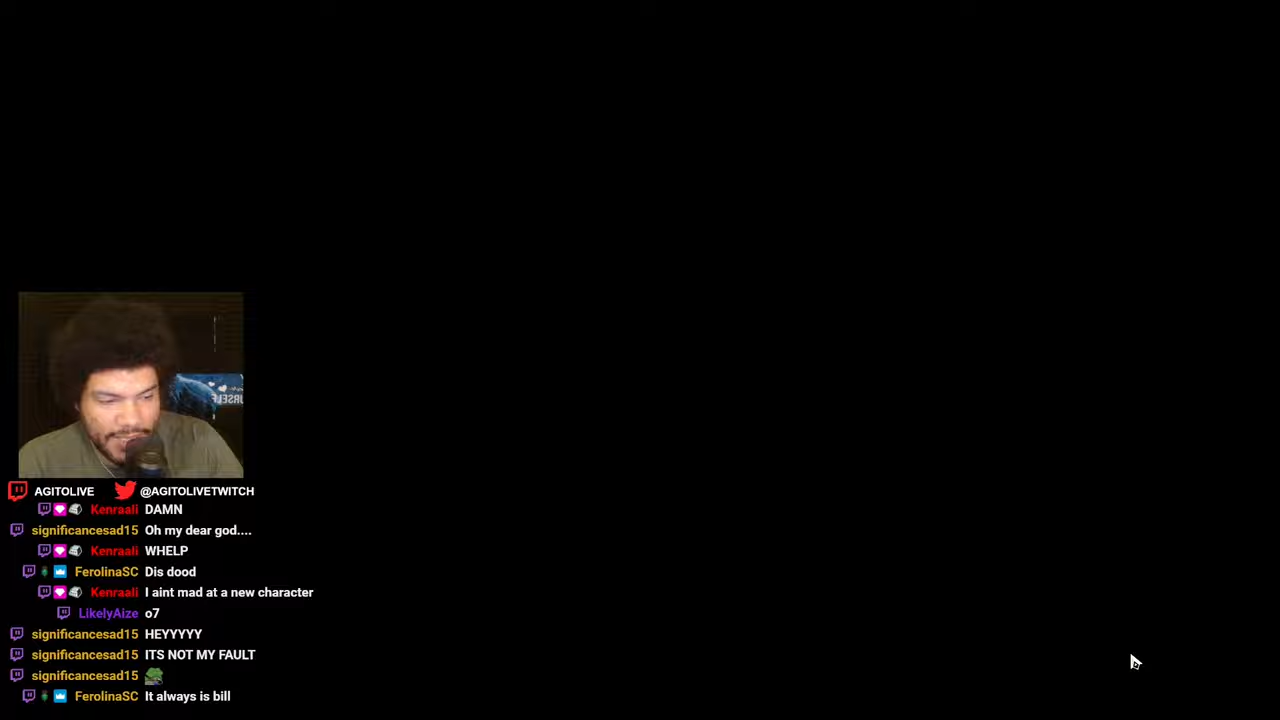 URSELF
AGITOLIVE @AGITOLIVETWITCH
Kenraali DAMN
significancesad15 Oh my dear god....
Kenraali WHELP
FerolinaSC Dis dood
Kenraali I aint mad at a new character
LikelyAize o7
significancesad15 HEYYYYY
significancesad15 ITS NOT MY FAULT
significancesad15
FerolinaSC It always is bill